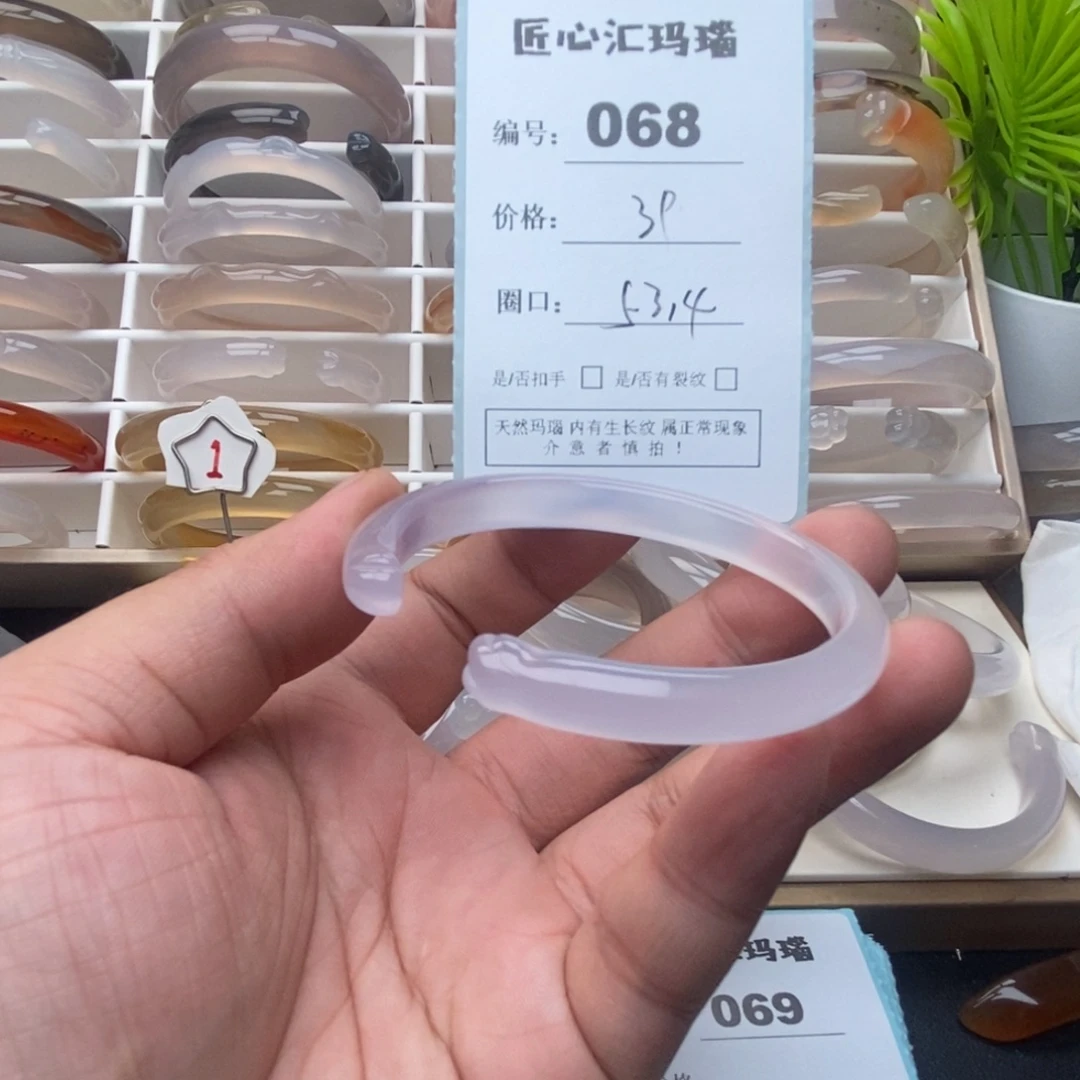 匠心汇玛瑙
编号: 068
价格: 3P
圈口: 53,4
是/否扣手 □ 是/否有裂纹 □
天然玛瑙 内有生长纹 属正常现象
介意者慎拍！
1
玛瑙
069